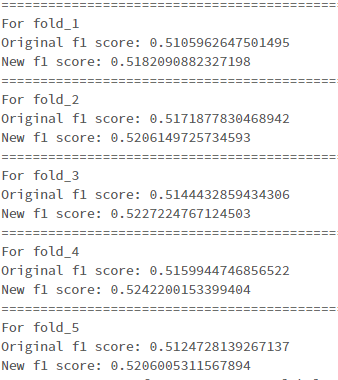 ===========================================
For fold_1
Original f1 score: 0.5105962647501495
New f1 score: 0.5182090882327198
===========================================
For fold_2
Original f1 score: 0.5171877830468942
New f1 score: 0.5206149725734593
===========================================
For fold_3
Original f1 score: 0.5144432859434306
New f1 score: 0.5227224767124503
===========================================
For fold_4
Original f1 score: 0.5159944746856522
New f1 score: 0.5242200153399404
===========================================
For fold_5
Original f1 score: 0.5124728139267137
New f1 score: 0.5206005311567894